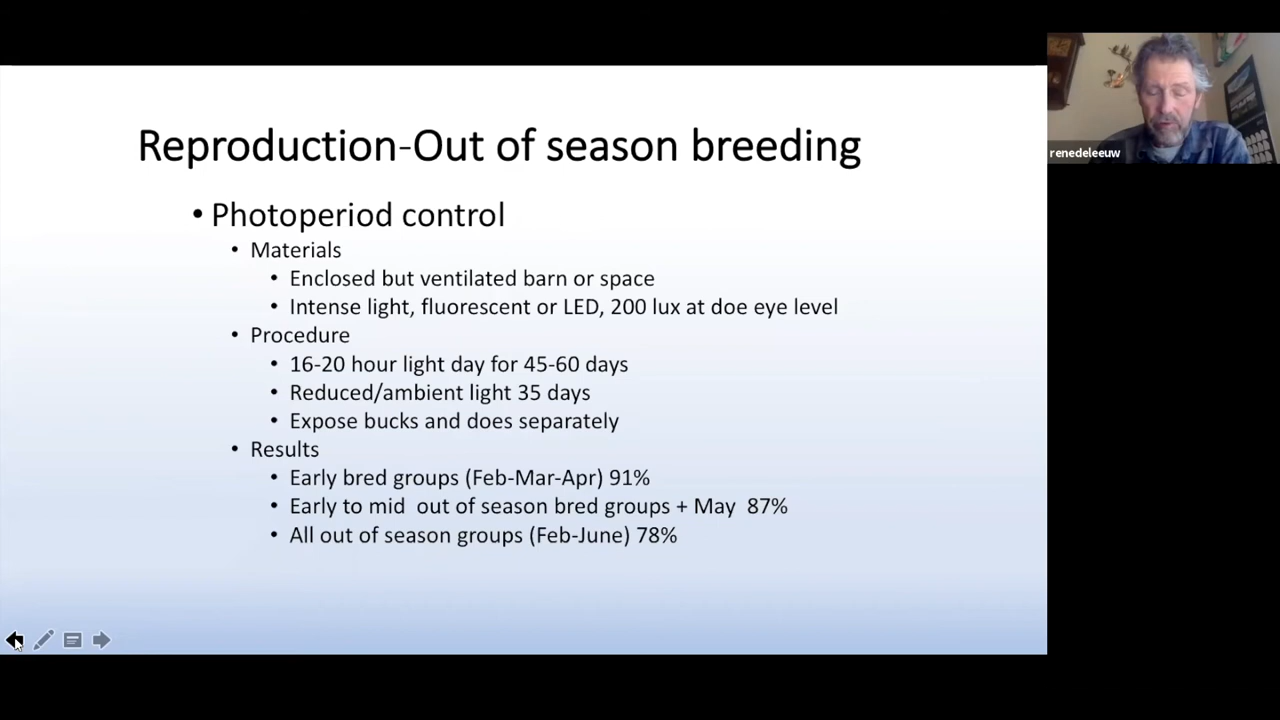 Reproduction-Out of season breeding
• Photoperiod control
• Materials
• Enclosed but ventilated barn or space
• Intense light, fluorescent or LED, 200 lux at doe eye level
• Procedure
• 16-20 hour light day for 45-60 days
• Reduced/ambient light 35 days
• Expose bucks and does separately
• Results
• Early bred groups (Feb-Mar-Apr) 91%
• Early to mid  out of season bred groups + May  87%
• All out of season groups (Feb-June) 78%
renedeleeuw